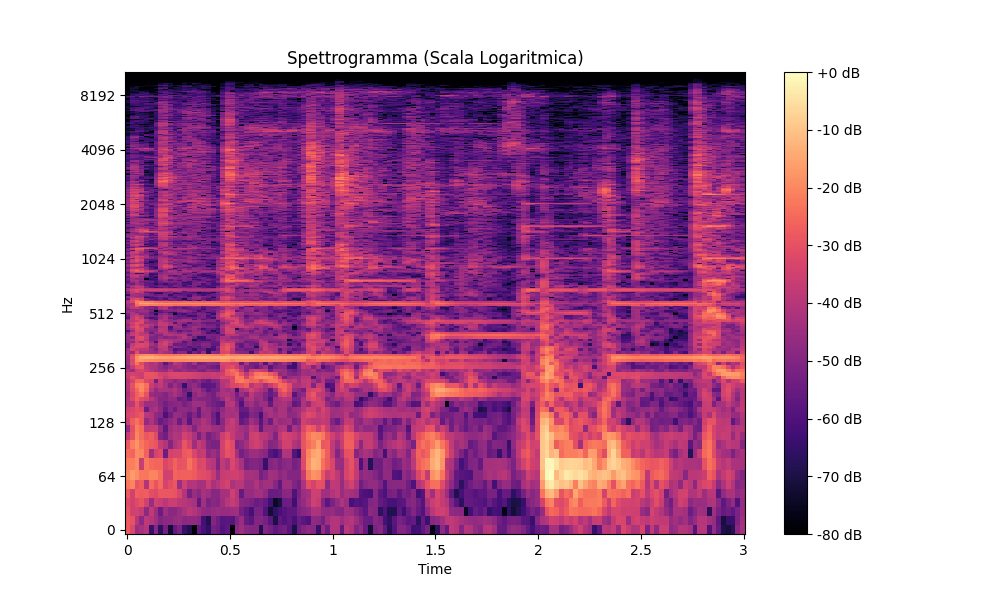 Spettrogramma (Scala Logaritmica)
Hz
8192
4096
2048
1024
512
256
128
64
0
0
0.5
1
1.5
2
2.5
3
Time
+0 dB
-10 dB
-20 dB
-30 dB
-40 dB
-50 dB
-60 dB
-70 dB
-80 dB